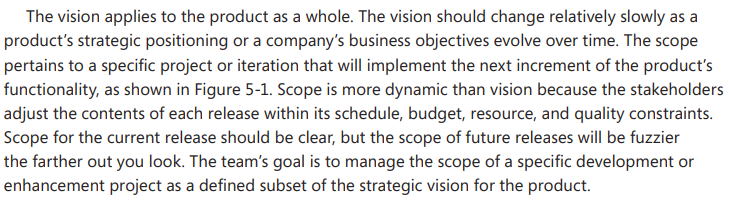 The vision applies to the product as a whole. The vision should change relatively slowly as a
product’s strategic positioning or a company’s business objectives evolve over time. The scope
pertains to a specific project or iteration that will implement the next increment of the product’s
functionality, as shown in Figure 5-1. Scope is more dynamic than vision because the stakeholders
adjust the contents of each release within its schedule, budget, resource, and quality constraints.
Scope for the current release should be clear, but the scope of future releases will be fuzzier
the farther out you look. The team’s goal is to manage the scope of a specific development or
enhancement project as a defined subset of the strategic vision for the product.